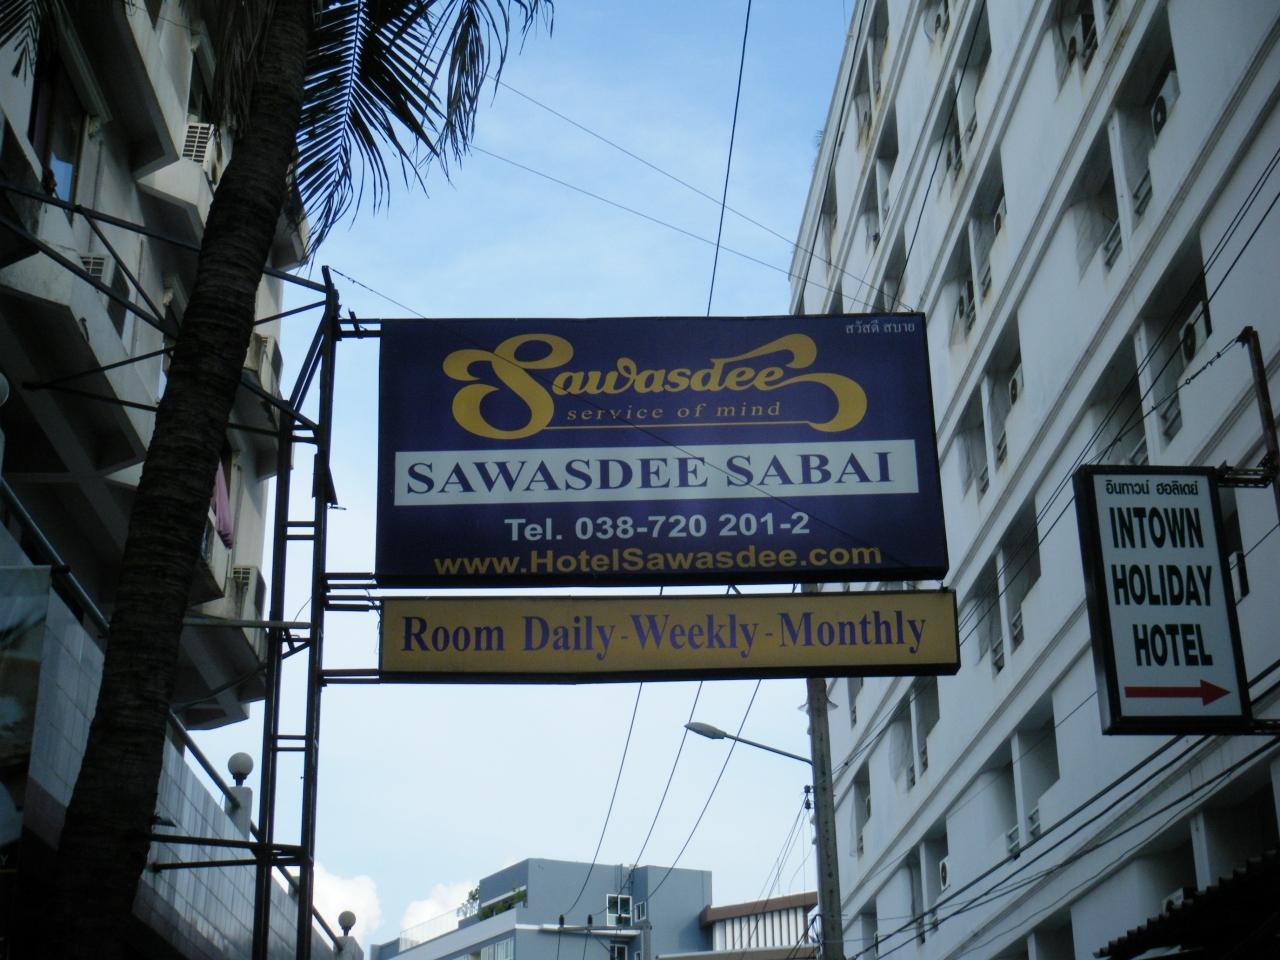 สวัสดี สบาย
Sawasdee
service of mind
SAWASDEE SABAI
Tel. 038-720 201-2
www.HotelSawasdee.com
Room Daily-Weekly-Monthly
อินทาวน์ ฮอลิเดย์
INTOWN
HOLIDAY
HOTEL